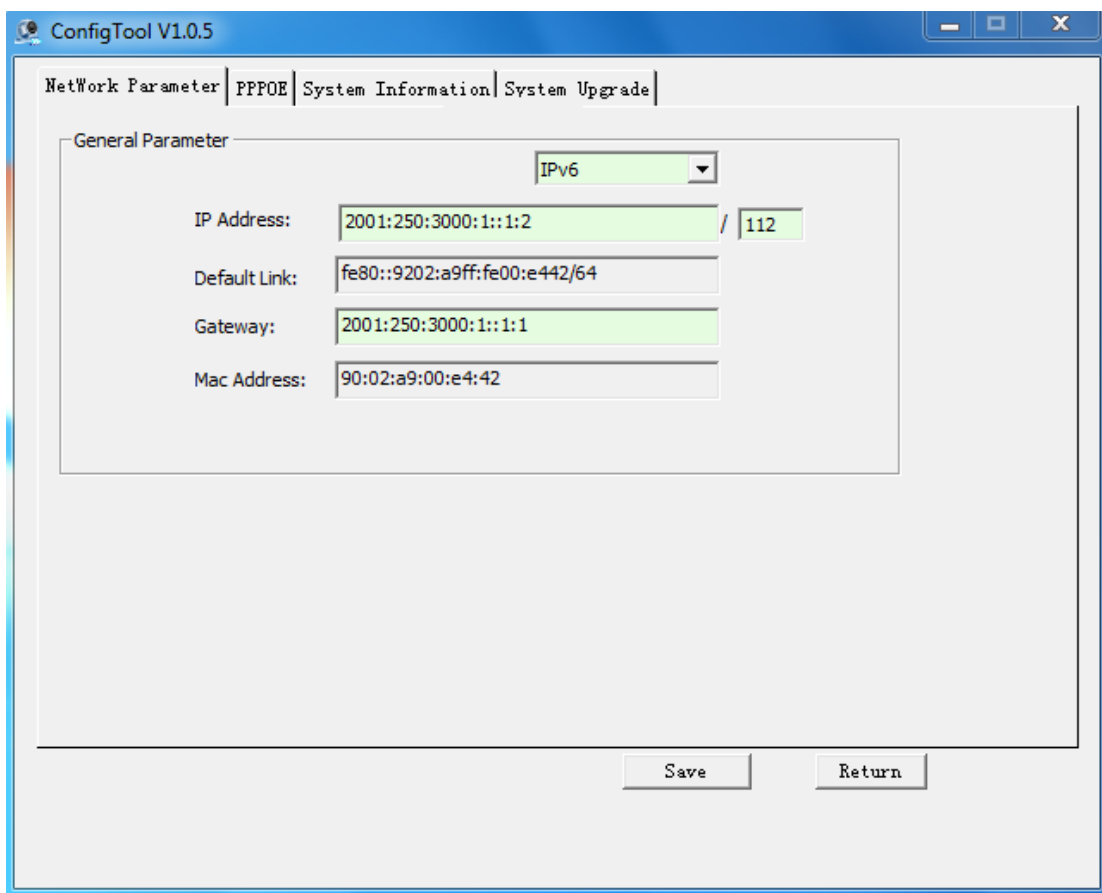 ConfigTool V1.0.5
NetWork Parameter PPPOE System Information System Upgrade
General Parameter
IPv6
IP Address: 2001:250:3000:1::1:2 / 112
Default Link: fe80::9202:a9ff:fe00:e442/64
Gateway: 2001:250:3000:1::1:1
Mac Address: 90:02:a9:00:e4:42
Save Return